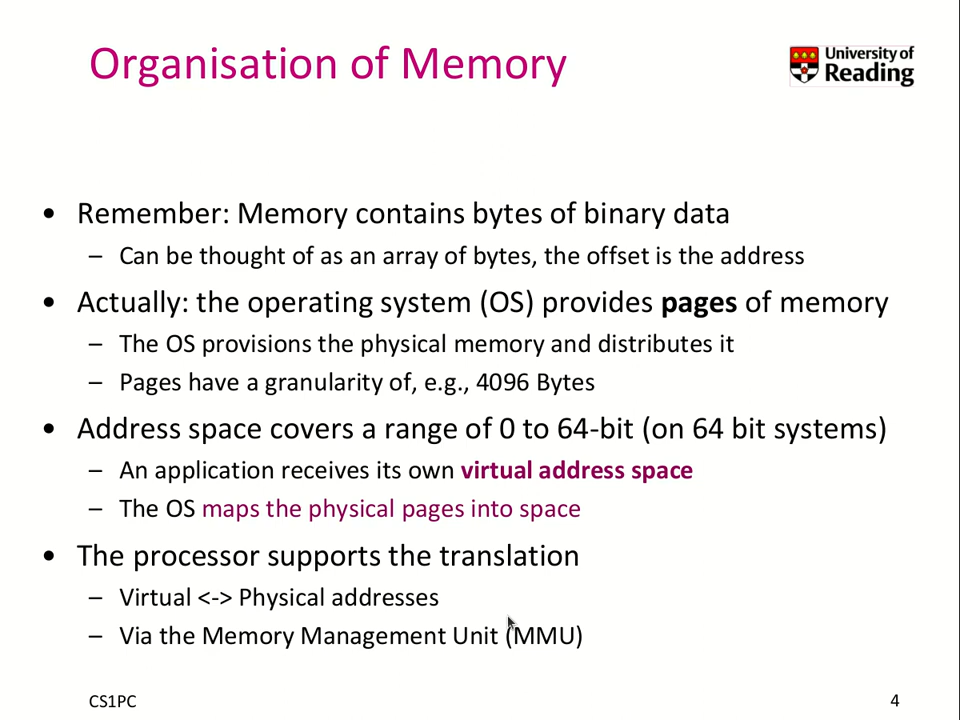 Organisation of Memory
University of
Reading
• Remember: Memory contains bytes of binary data
– Can be thought of as an array of bytes, the offset is the address
• Actually: the operating system (OS) provides pages of memory
– The OS provisions the physical memory and distributes it
– Pages have a granularity of, e.g., 4096 Bytes
• Address space covers a range of 0 to 64-bit (on 64 bit systems)
– An application receives its own virtual address space
– The OS maps the physical pages into space
• The processor supports the translation
– Virtual <-> Physical addresses
– Via the Memory Management Unit (MMU)
CS1PC
4